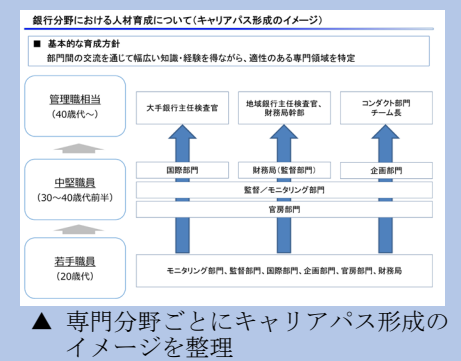 銀行分野における人材育成について(キャリアパス形成のイメージ)
■ 基本的な育成方針
部門間の交流を通じて幅広い知識・経験を得ながら、適性のある専門領域を特定
管理職相当
(40歳代~)
大手銀行主任検査官
地域銀行主任検査官、
財務局幹部
コンダクト部門
チーム長
中堅職員
(30~40歳代前半)
国際部門
財務局(監督部門)
企画部門
監督/モニタリング部門
官房部門
若手職員
(20歳代)
モニタリング部門、監督部門、国際部門、企画部門、官房部門、財務局
▲ 専門分野ごとにキャリアパス形成の
イメージを整理